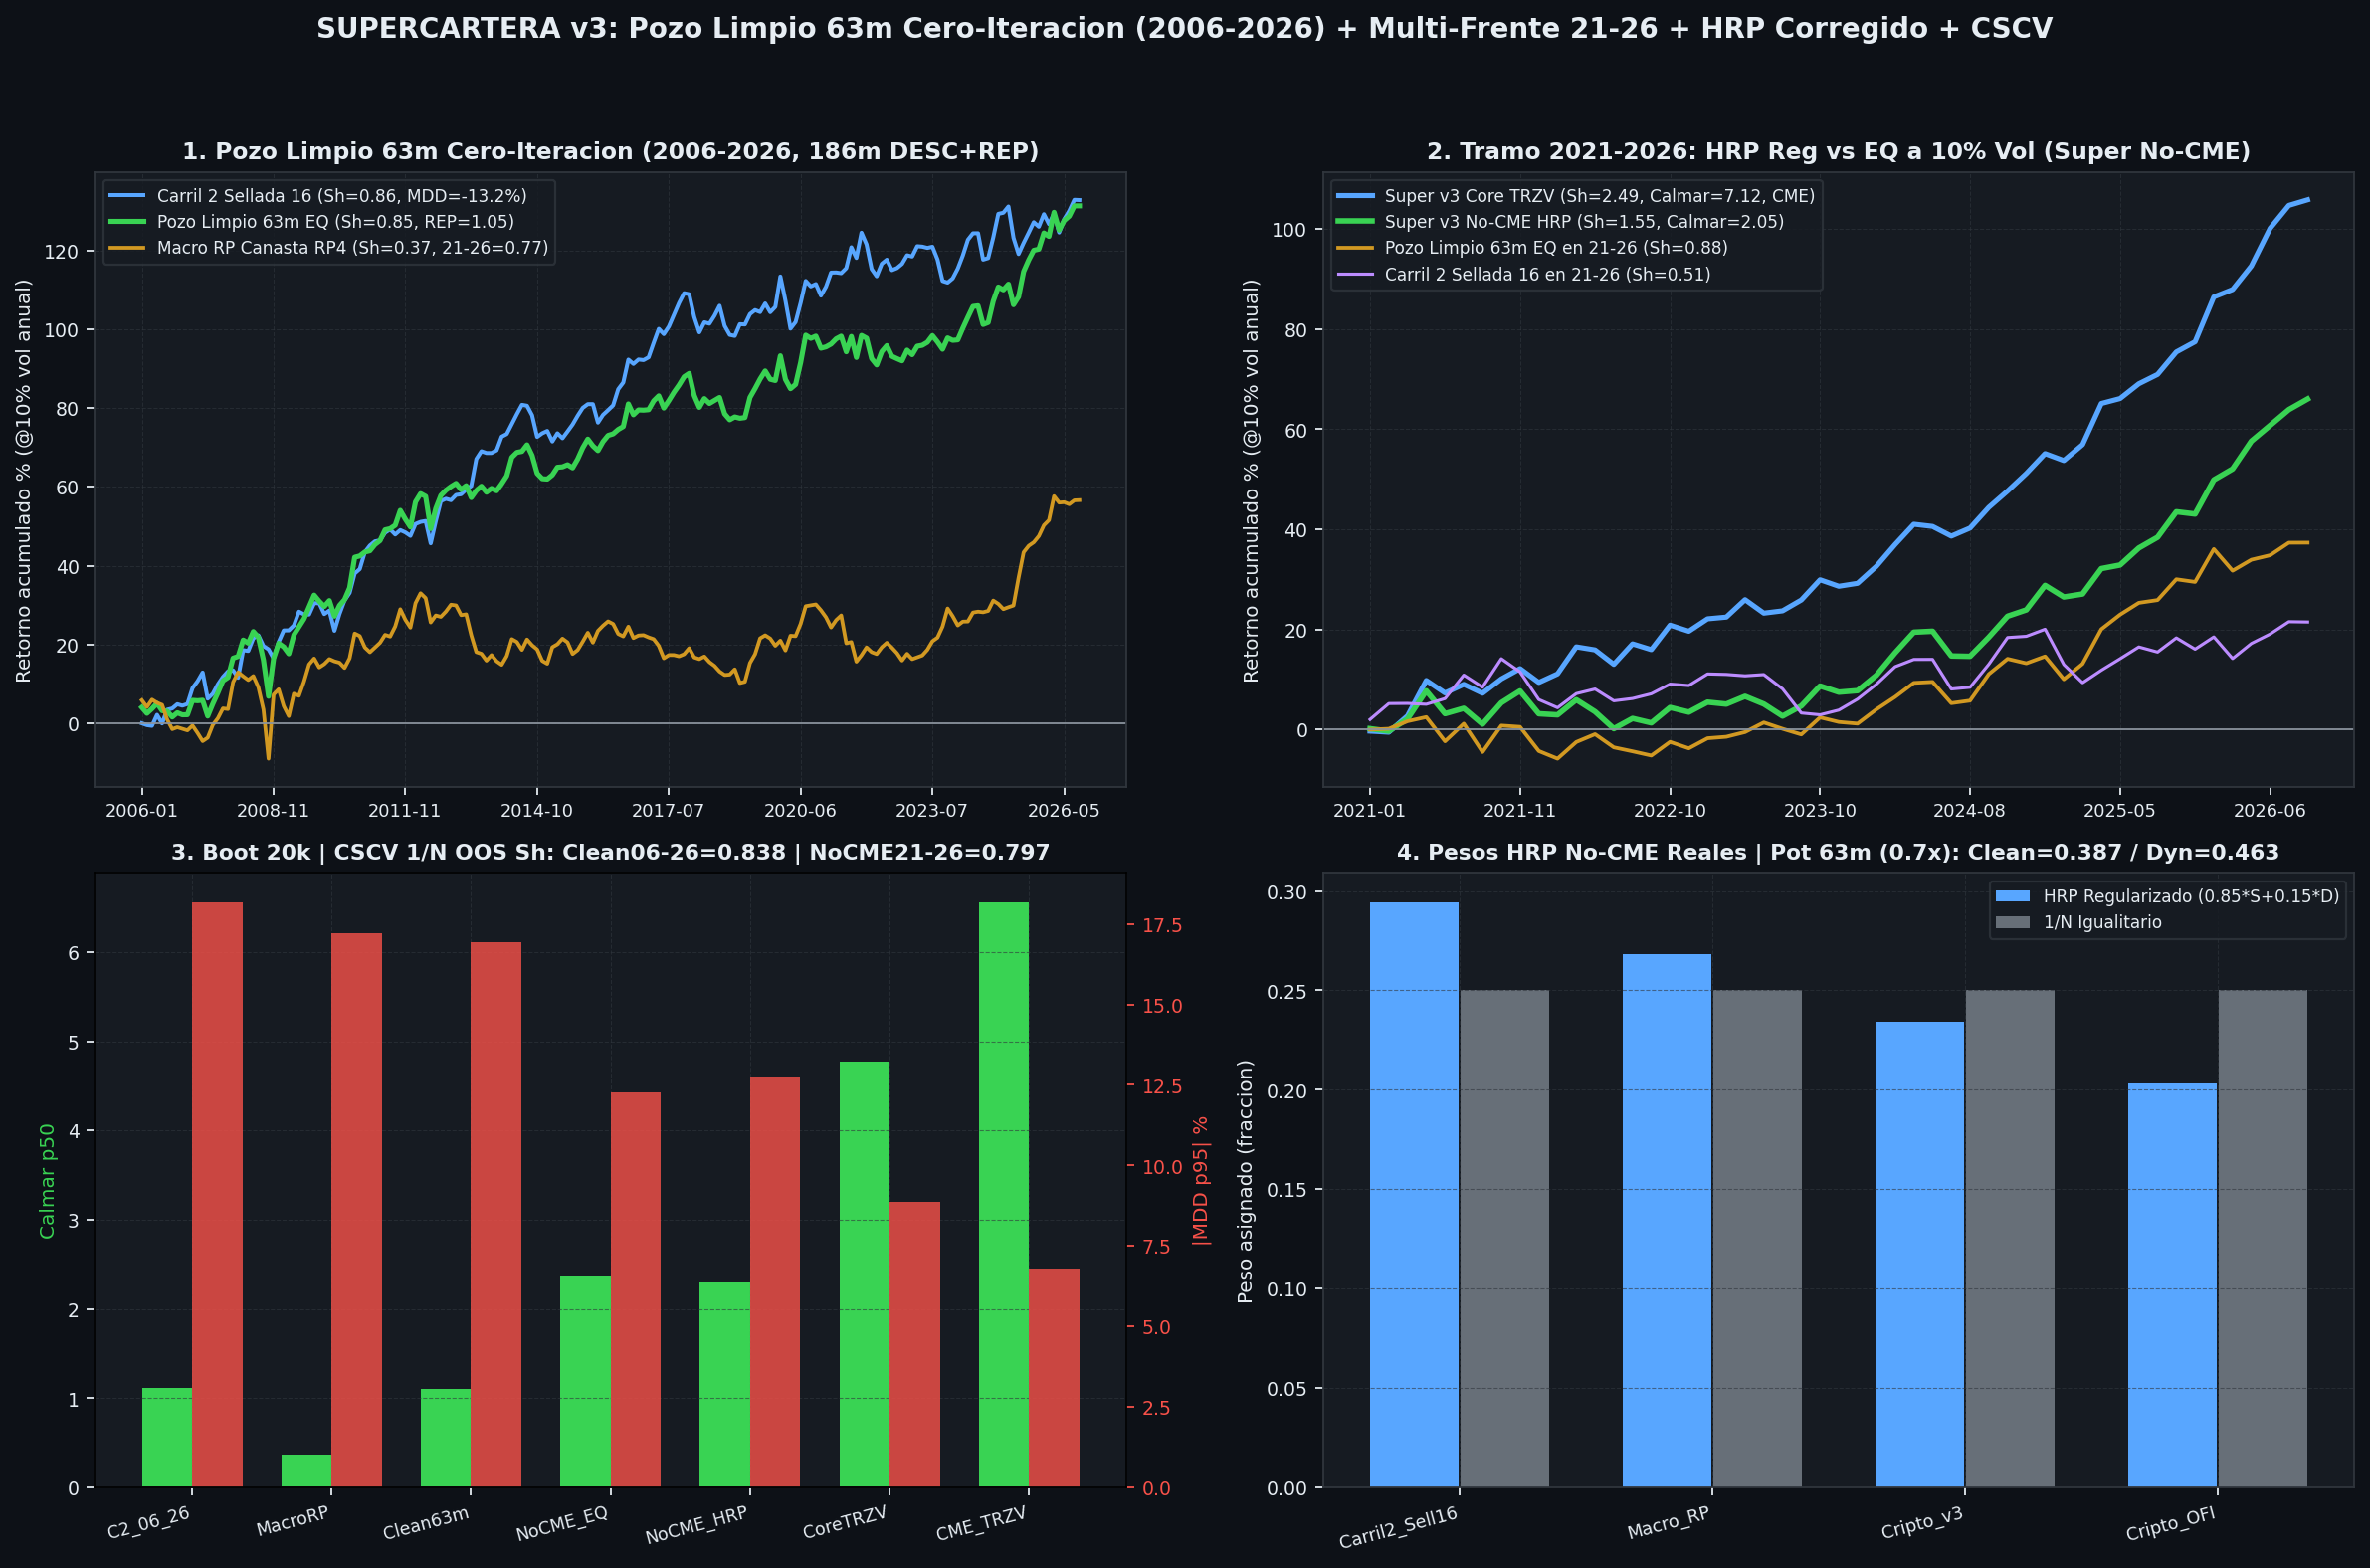 SUPERCARTERA v3: Pozo Limpio 63m Cero-Iteracion (2006-2026) + Multi-Frente 21-26 + HRP Corregido + CSCV
1. Pozo Limpio 63m Cero-Iteracion (2006-2026, 186m DESC+REP)
Carril 2 Sellada 16 (Sh=0.86, MDD=-13.2%)
Pozo Limpio 63m EQ (Sh=0.85, REP=1.05)
Macro RP Canasta RP4 (Sh=0.37, 21-26=0.77)
Retorno acumulado % (@10% vol anual)
120
100
80
60
40
20
0
2006-01
2008-11
2011-11
2014-10
2017-07
2020-06
2023-07
2026-05
2. Tramo 2021-2026: HRP Reg vs EQ a 10% Vol (Super No-CME)
Super v3 Core TRZV (Sh=2.49, Calmar=7.12, CME)
Super v3 No-CME HRP (Sh=1.55, Calmar=2.05)
Pozo Limpio 63m EQ en 21-26 (Sh=0.88)
Carril 2 Sellada 16 en 21-26 (Sh=0.51)
Retorno acumulado % (@10% vol anual)
100
80
60
40
20
0
2021-01
2021-11
2022-10
2023-10
2024-08
2025-05
2026-06
3. Boot 20k | CSCV 1/N OOS Sh: Clean06-26=0.838 | NoCME21-26=0.797
Calmar p50
6
5
4
3
2
1
0
|MDD p95| %
17.5
15.0
12.5
10.0
7.5
5.0
2.5
0.0
C2_06_26
MacroRP
Clean63m
NoCME_EQ
NoCME_HRP
CoreTRZV
CME_TRZV
4. Pesos HRP No-CME Reales | Pot 63m (0.7x): Clean=0.387 / Dyn=0.463
HRP Regularizado (0.85*S+0.15*D)
1/N Igualitario
Peso asignado (fraccion)
0.30
0.25
0.20
0.15
0.10
0.05
0.00
Carril2_Sell16
Macro_RP
Cripto_v3
Cripto_OFI